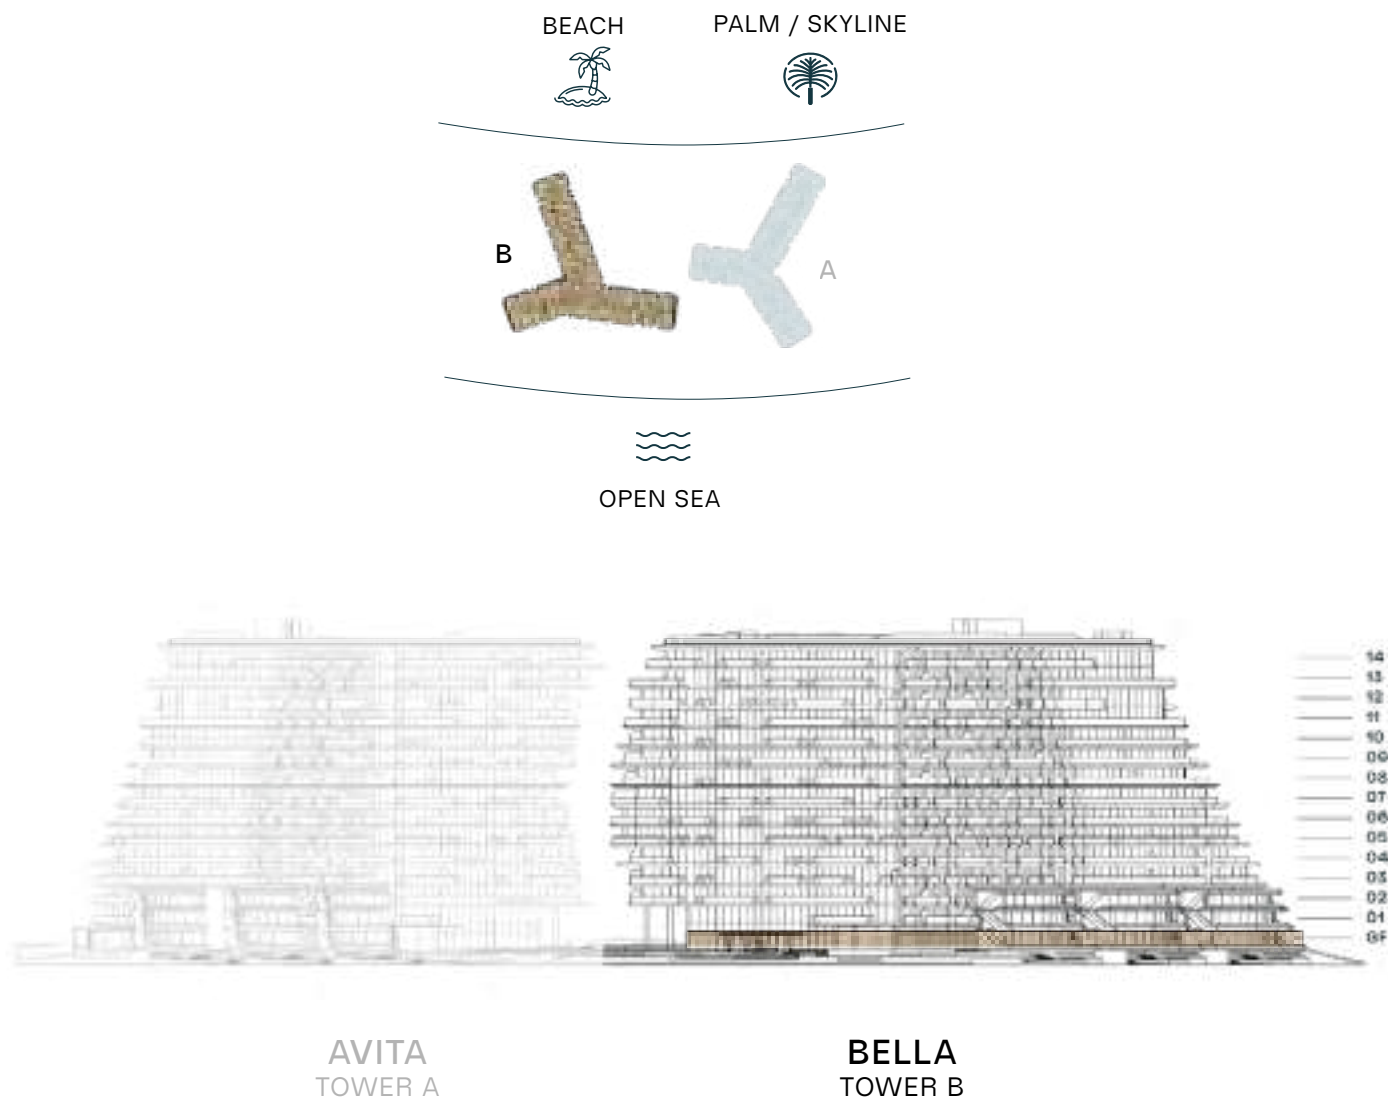 BEACH
PALM / SKYLINE
B
A
OPEN SEA
14
13
12
11
10
09
08
07
06
05
04
03
02
01
GF
AVITA
TOWER A
BELLA
TOWER B